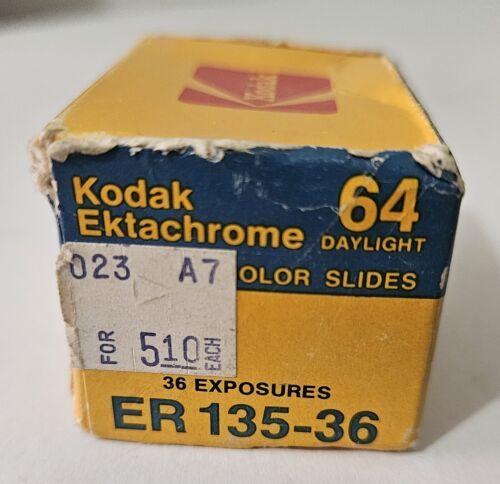 Kodak
Kodak
Ektachrome
64
DAYLIGHT
OLOR SLIDES
023 A7
FOR 510 EACH
36 EXPOSURES
ER 135-36